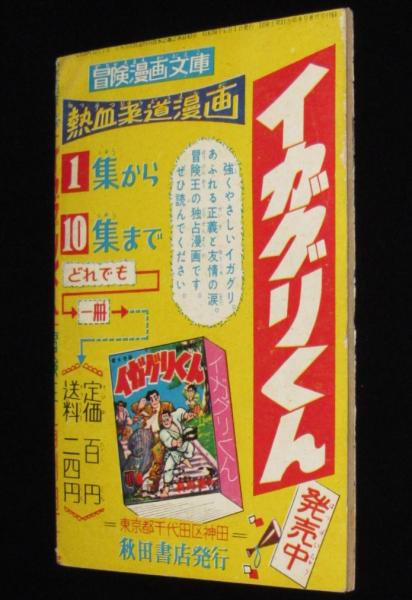 冒険漫画文庫
熱血柔道漫画
イガグリくん
1集から
10集まで
どれでも
一冊
強くやさしいイガグリ。
あふれる正義と友情の涙。
冒険王の独占漫画です。
ぜひ読んでください。
定価 百円
送料 二四円
イガグリくん
イガグリくん
発売中
=東京都千代田区神田=
秋田書店発行